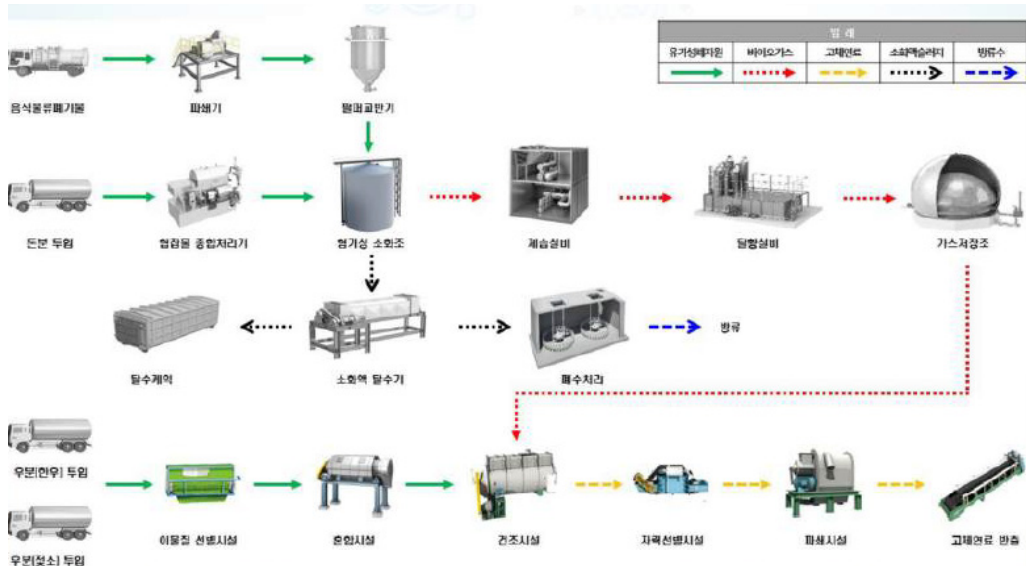 범 례
유기성폐자원 바이오가스 고체연료 소화액슬러지 방류수
음식물류폐기물 파쇄기 펄퍼교반기
돈분 투입 협잡물 종합처리기 혐기성 소화조 제습설비 탈황설비 가스저장조
탈수케익 소화액 탈수기 폐수처리 방류
우분(한우) 투입
이물질 선별시설 혼합시설 건조시설 자력선별시설 파쇄시설 고체연료 반출
우분(젖소) 투입